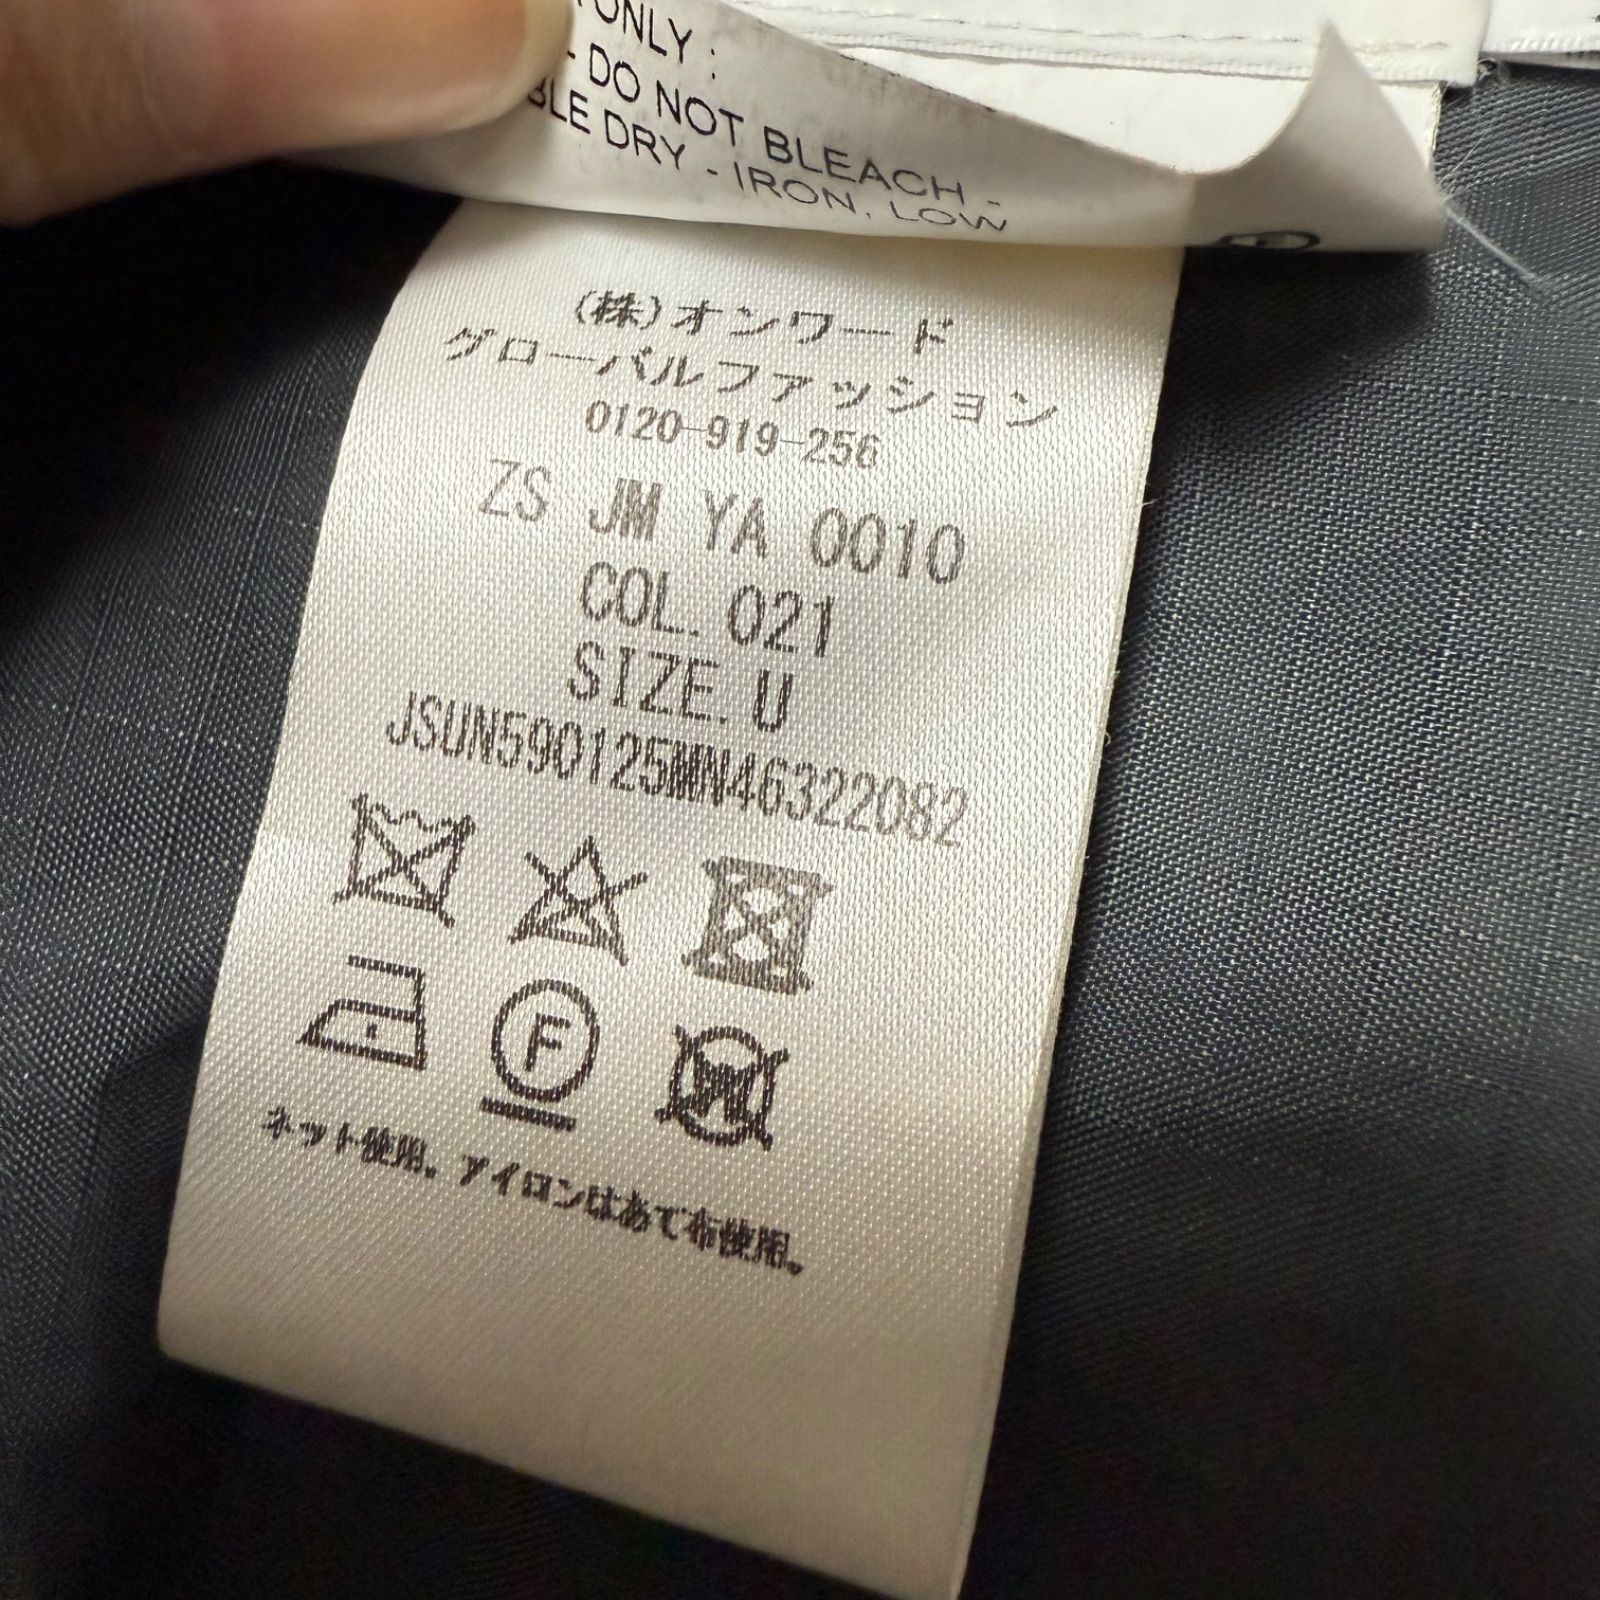 ONLY :
- DO NOT BLEACH -
BLE DRY - IRON, LOW
(株)オンワード
グローバルファッション
0120-919-256
ZS JM YA 0010
COL. 021
SIZE. U
JSUN590125MN46322082
F
W
ネット使用。アイロンはあて布使用。